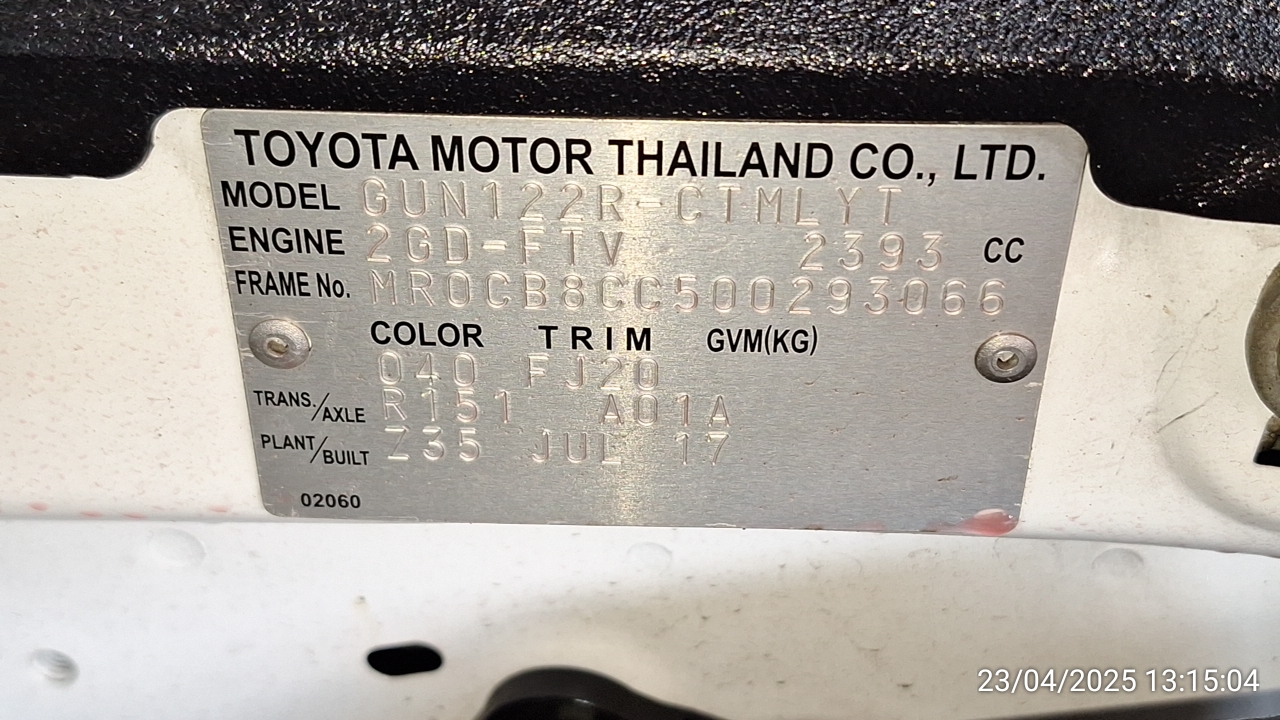 TOYOTA MOTOR THAILAND CO., LTD.
MODEL GUN122R-CTMLYT
ENGINE 2GD-FTV 2393 CC
FRAME No. MR0CB8CC500293066
COLOR TRIM GVM(KG)
040 FJ20
TRANS./AXLE R151 A01A
PLANT/BUILT Z35 JUL 17
02060
23/04/2025 13:15:04